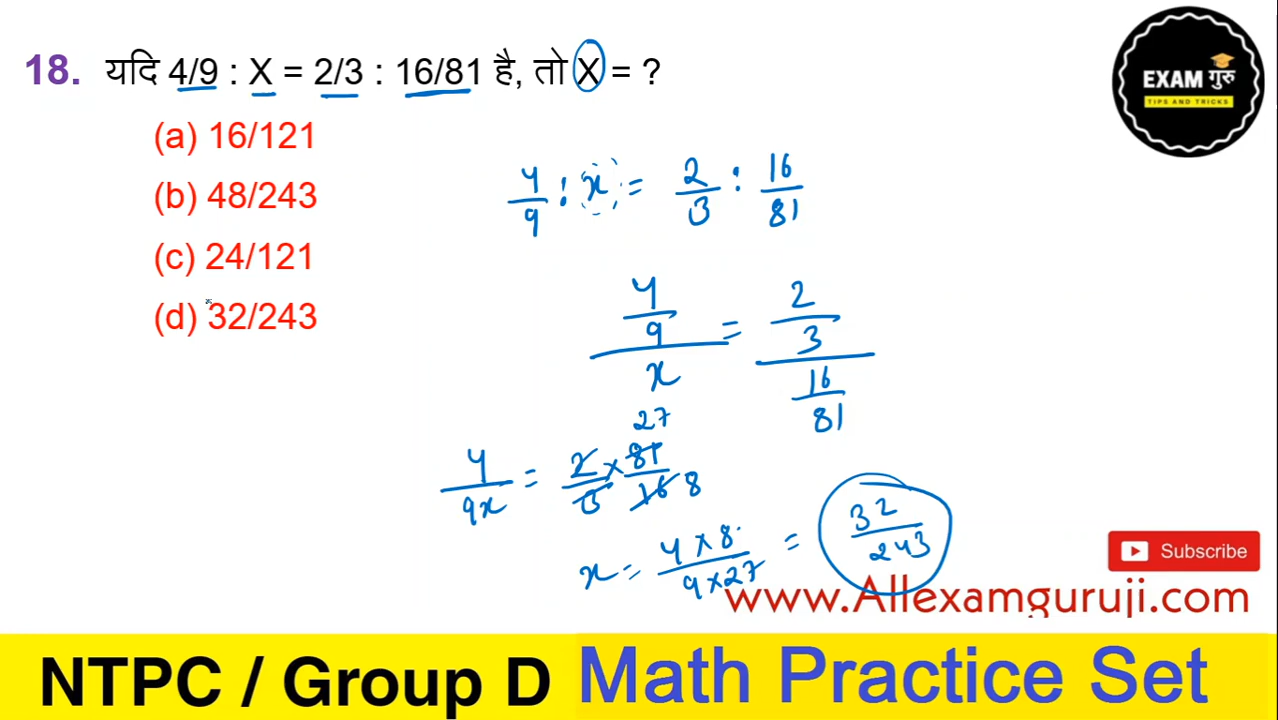 18. यदि 4/9 : X = 2/3 : 16/81 है, तो X = ?
(a) 16/121
(b) 48/243
(c) 24/121
(d) 32/243
EXAM गुरु
TIPS AND TRICKS
4/9 : x = 2/3 : 16/81
4/9/x = 2/3/16/81
27
4/9x = 2/3 × 81/16 8
x = 4 × 8/9 × 27 = 32/243
Subscribe
www.Allexamguruji.com
NTPC / Group D Math Practice Set